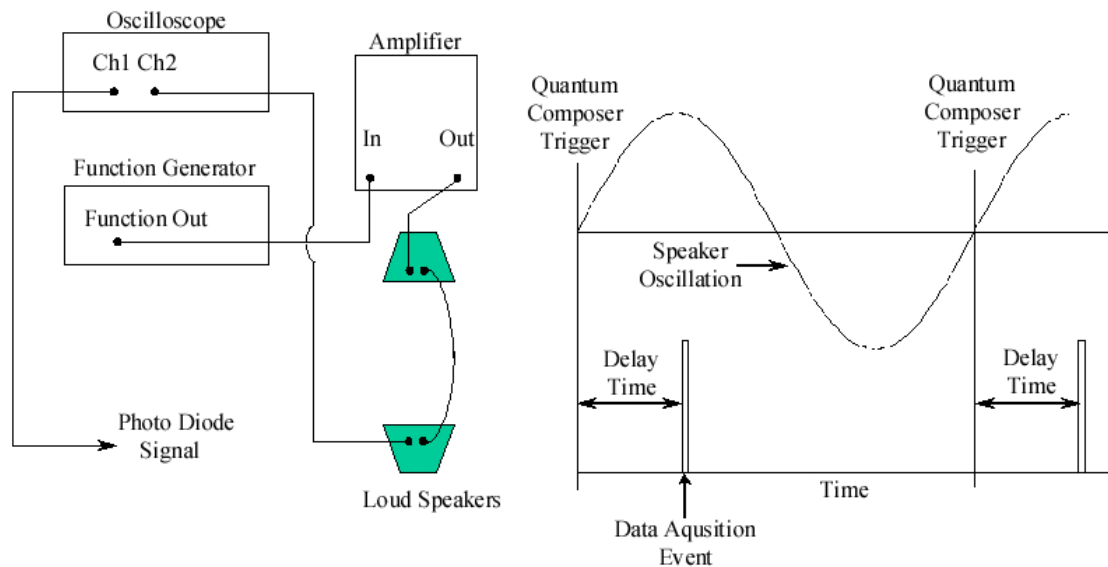 Oscilloscope
Ch1 Ch2
Amplifier
In
Out
Function Generator
Function Out
Photo Diode
Signal
Loud Speakers
Quantum
Composer
Trigger
Quantum
Composer
Trigger
Speaker
Oscillation
Delay
Time
Delay
Time
Time
Data Aqusition
Event